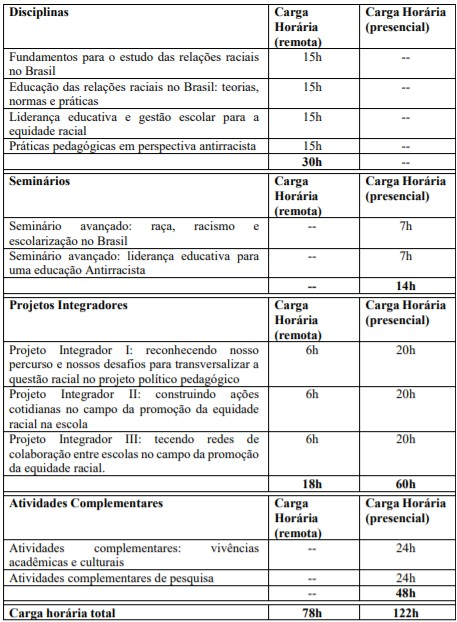 Disciplinas Carga Horária (remota) Carga Horária (presencial)
Fundamentos para o estudo das relações raciais no Brasil 15h --
Educação das relações raciais no Brasil: teorias, normas e práticas 15h --
Liderança educativa e gestão escolar para a equidade racial 15h --
Práticas pedagógicas em perspectiva antirracista 15h --
30h --
Seminários Carga Horária (remota) Carga Horária (presencial)
Seminário avançado: raça, racismo e escolarização no Brasil -- 7h
Seminário avançado: liderança educativa para uma educação Antirracista -- 7h
-- 14h
Projetos Integradores Carga Horária (remota) Carga Horária (presencial)
Projeto Integrador I: reconhecendo nosso percurso e nossos desafios para transversalizar a questão racial no projeto político pedagógico 6h 20h
Projeto Integrador II: construindo ações cotidianas no campo da promoção da equidade racial na escola 6h 20h
Projeto Integrador III: tecendo redes de colaboração entre escolas no campo da promoção da equidade racial. 6h 20h
18h 60h
Atividades Complementares Carga Horária (remota) Carga Horária (presencial)
Atividades complementares: vivências acadêmicas e culturais -- 24h
Atividades complementares de pesquisa -- 24h
-- 48h
Carga horária total 78h 122h